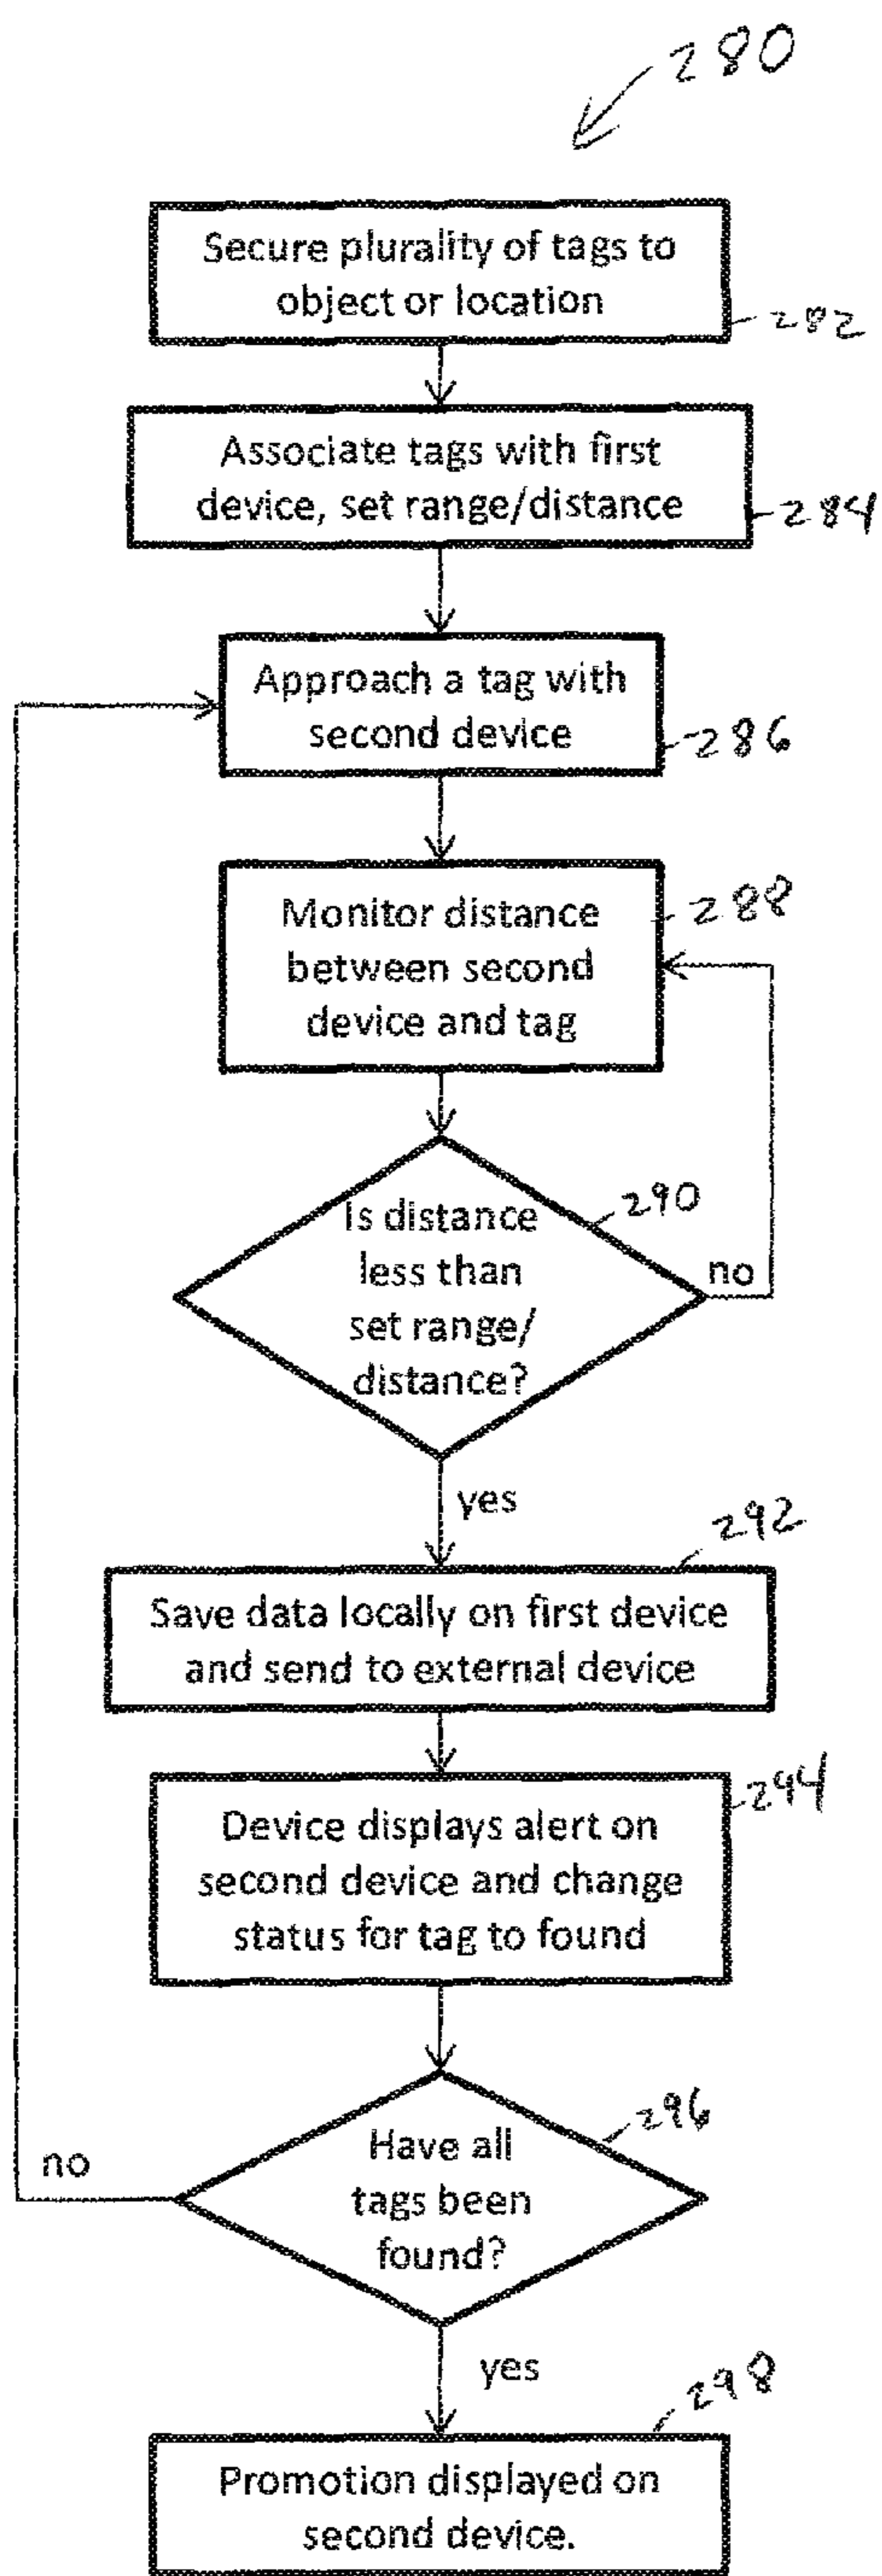 280
Secure plurality of tags to
object or location
282
Associate tags with first
device, set range/distance
284
Approach a tag with
second device
286
Monitor distance
between second
device and tag
288
Is distance
less than
set range/
distance?
290
no
yes
292
Save data locally on first device
and send to external device
294
Device displays alert on
second device and change
status for tag to found
296
Have all
tags been
found?
no
yes
298
Promotion displayed on
second device.